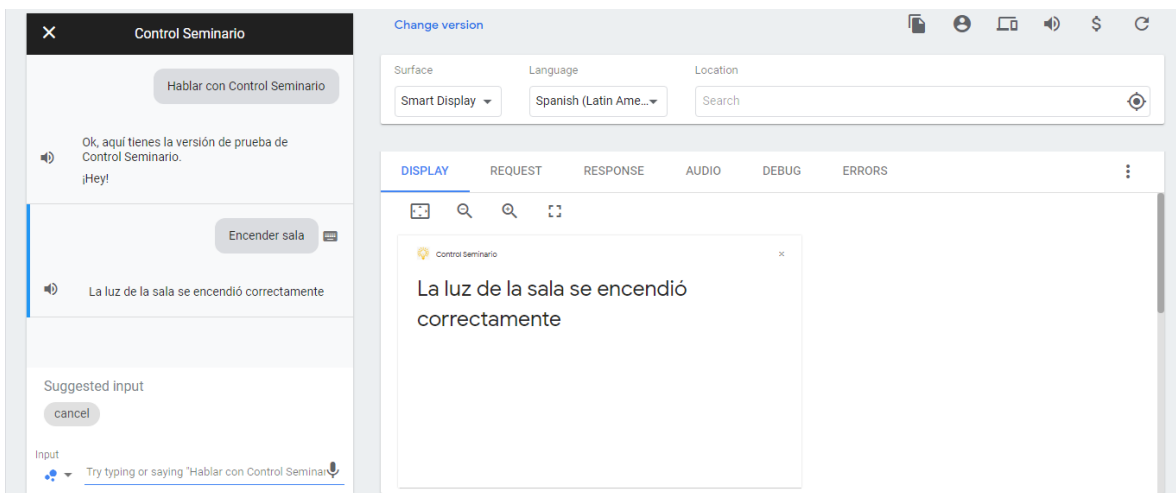 Control Seminario
Hablar con Control Seminario
Ok, aquí tienes la versión de prueba de
Control Seminario.
¡Hey!
Encender sala
La luz de la sala se encendió correctamente
Suggested input
cancel
Input
Try typing or saying "Hablar con Control Seminar
Change version
Surface
Smart Display
Language
Spanish (Latin Ame...
Location
Search
DISPLAY REQUEST RESPONSE AUDIO DEBUG ERRORS
Control Seminario
La luz de la sala se encendió
correctamente